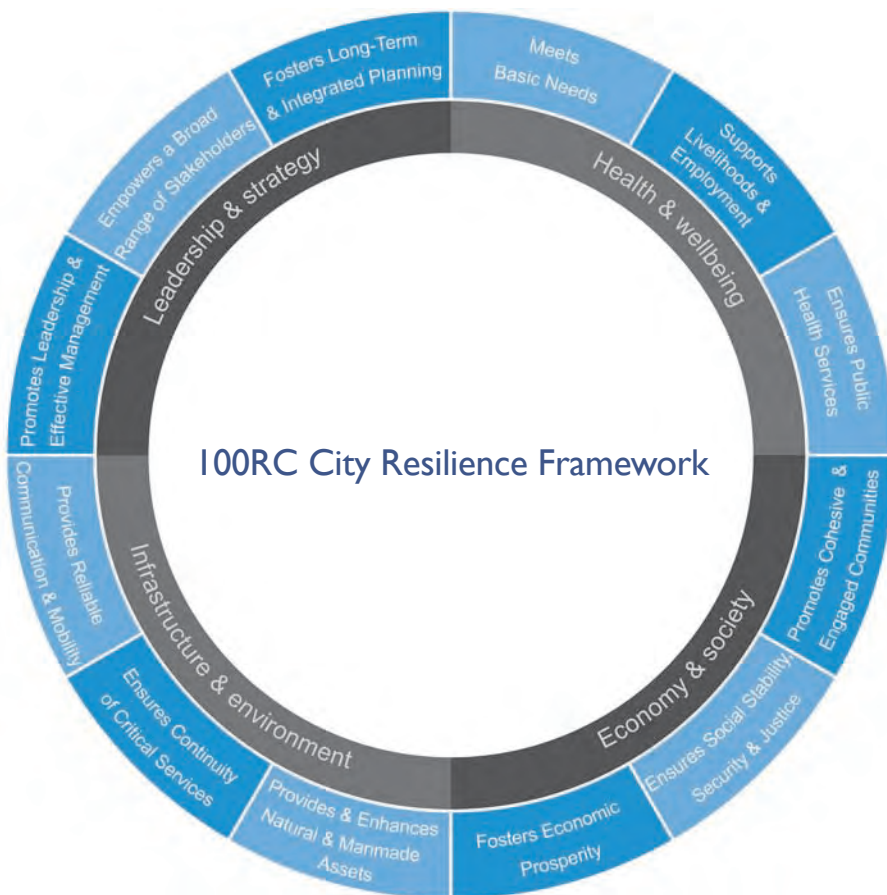 Fosters Long-Term
& Integrated Planning
Meets
Basic Needs
Supports
Livelihoods &
Employment
Ensures Public
Health Services
Promotes Cohesive &
Engaged Communities
Ensures Social Stability,
Security & Justice
Fosters Economic
Prosperity
Provides & Enhances
Natural & Manmade
Assets
Ensures Continuity
of Critical Services
Provides Reliable
Communication & Mobility
Promotes Leadership &
Effective Management
Empowers a Broad
Range of Stakeholders
Leadership & strategy
Health & wellbeing
Economy & society
Infrastructure & environment
100RC City Resilience Framework